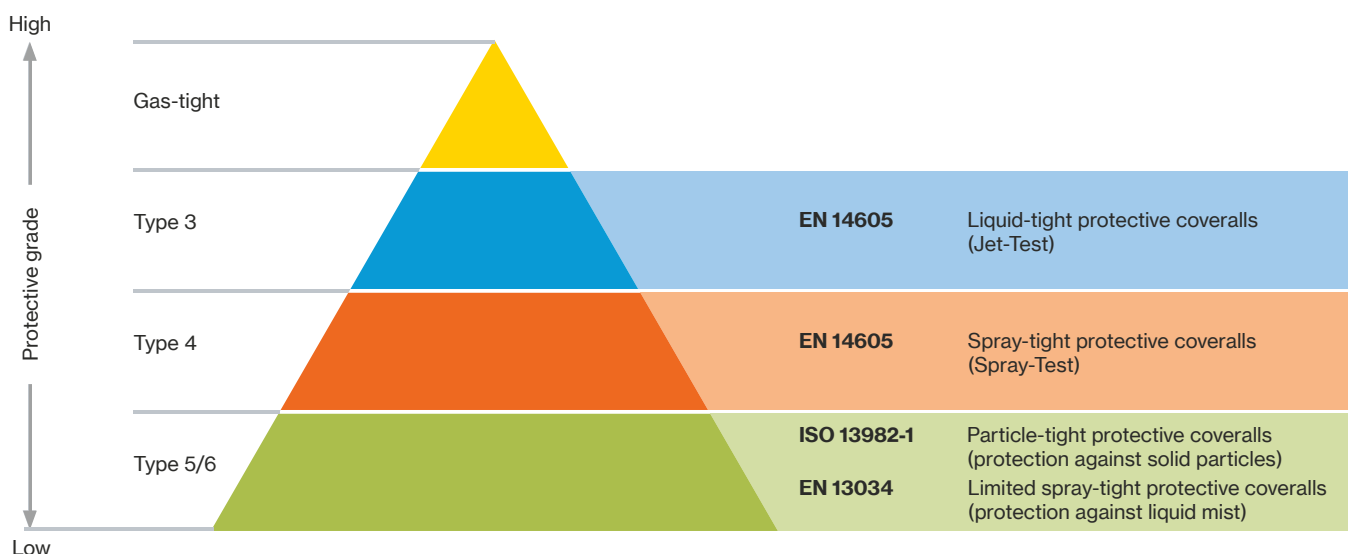 High
Gas-tight
Protective grade
Type 3
EN 14605
Liquid-tight protective coveralls
(Jet-Test)
Type 4
EN 14605
Spray-tight protective coveralls
(Spray-Test)
Type 5/6
ISO 13982-1
Particle-tight protective coveralls
(protection against solid particles)
EN 13034
Limited spray-tight protective coveralls
(protection against liquid mist)
Low